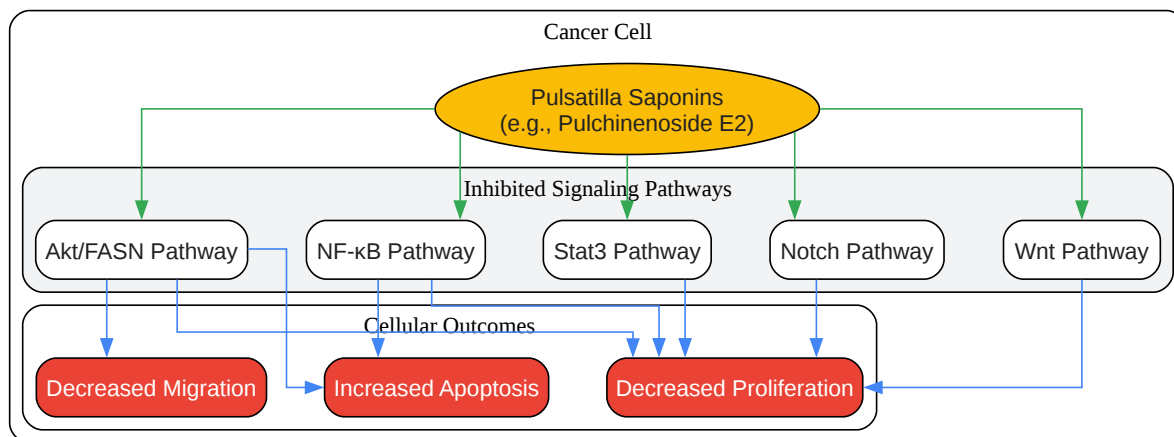 Cancer Cell
Pulsatilla Saponins
(e.g., Pulchinenoside E2)
Inhibited Signaling Pathways
Akt/FASN Pathway
NF-κB Pathway
Stat3 Pathway
Notch Pathway
Wnt Pathway
Cellular Outcomes
Decreased Migration
Increased Apoptosis
Decreased Proliferation